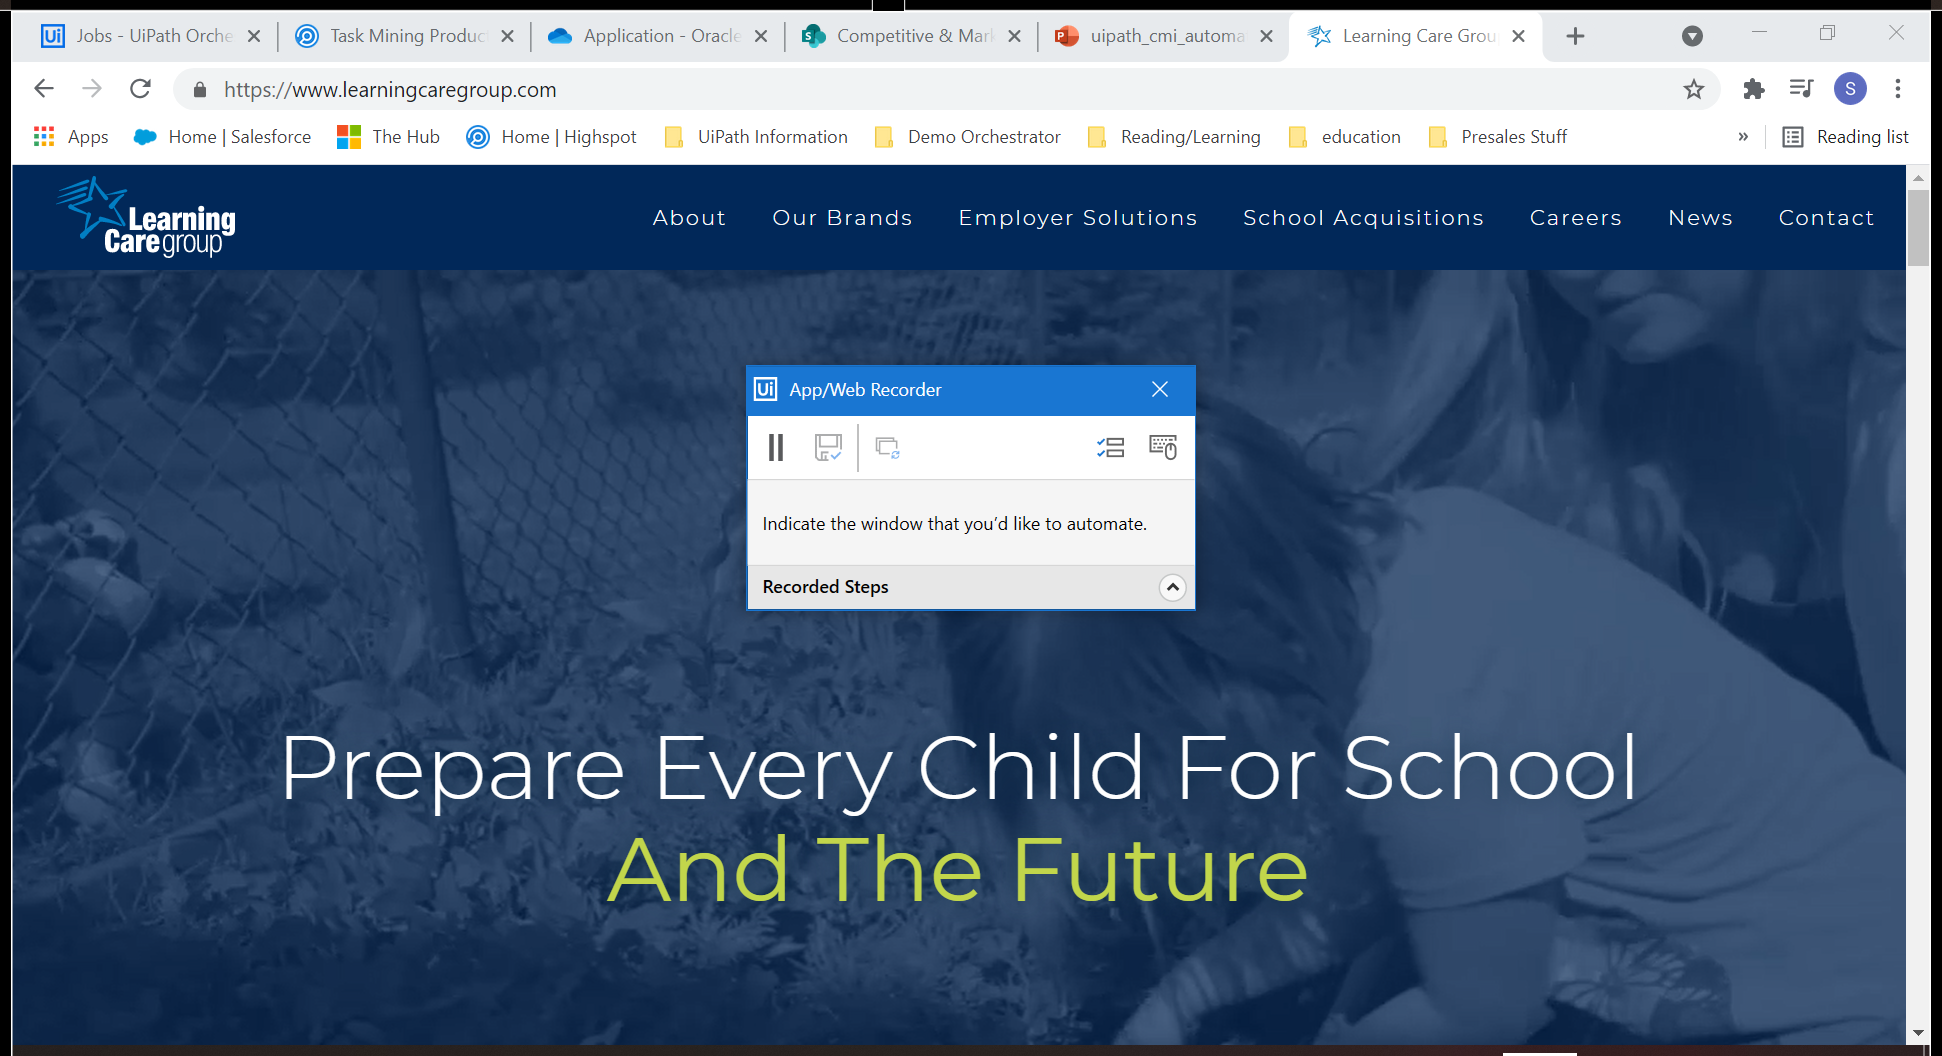 Jobs - UiPath Orche
Task Mining Produc
Application - Oracle
Competitive & Mark
uipath_cmi_automa
Learning Care Grou
https://www.learningcaregroup.com
S
Apps
Home | Salesforce
The Hub
Home | Highspot
UiPath Information
Demo Orchestrator
Reading/Learning
education
Presales Stuff
»
Reading list
Learning
Care group
About
Our Brands
Employer Solutions
School Acquisitions
Careers
News
Contact
Ui App/Web Recorder
Indicate the window that you'd like to automate.
Recorded Steps
Prepare Every Child For School
And The Future